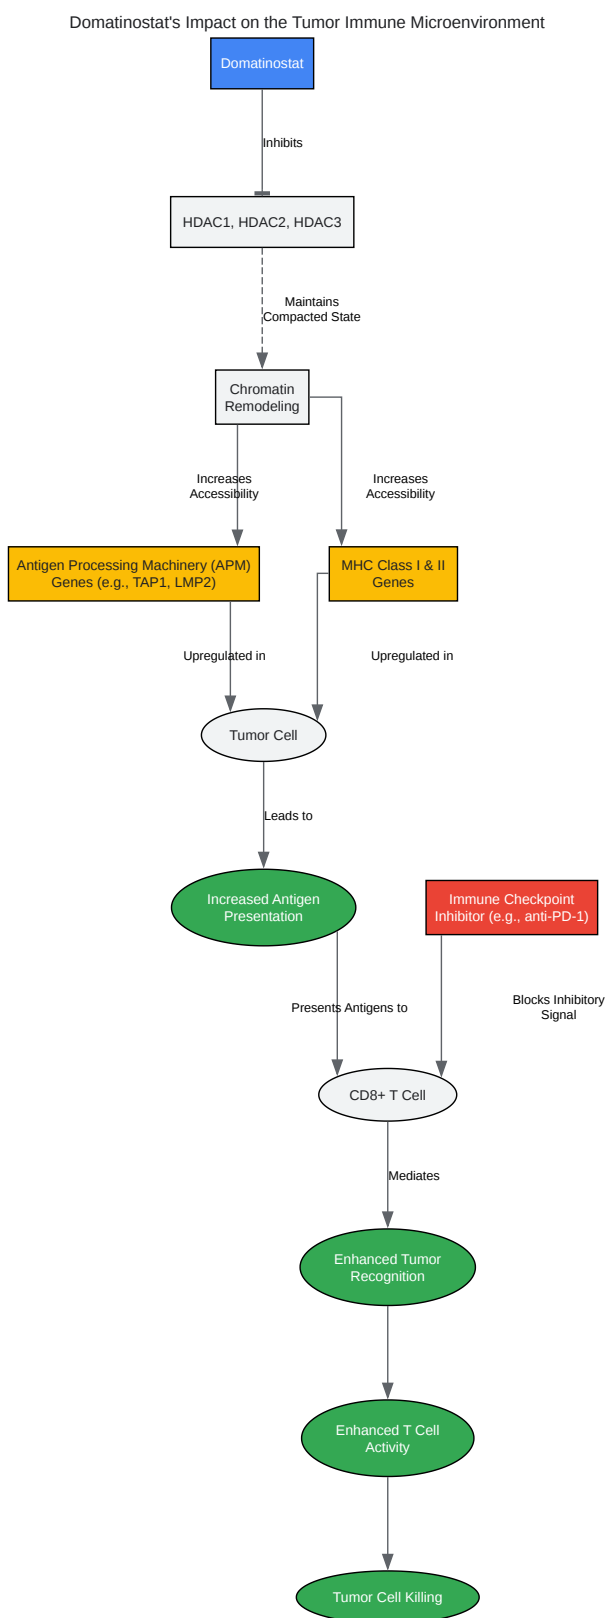 Domatinostat's Impact on the Tumor Immune Microenvironment
Domatinostat
Inhibits
HDAC1, HDAC2, HDAC3
Maintains
Compacted State
Chromatin
Remodeling
Increases
Accessibility
Increases
Accessibility
Antigen Processing Machinery (APM)
Genes (e.g., TAP1, LMP2)
MHC Class I & II
Genes
Upregulated in
Upregulated in
Tumor Cell
Leads to
Increased Antigen
Presentation
Immune Checkpoint
Inhibitor (e.g., anti-PD-1)
Presents Antigens to
Blocks Inhibitory
Signal
CD8+ T Cell
Mediates
Enhanced Tumor
Recognition
Enhanced T Cell
Activity
Tumor Cell Killing